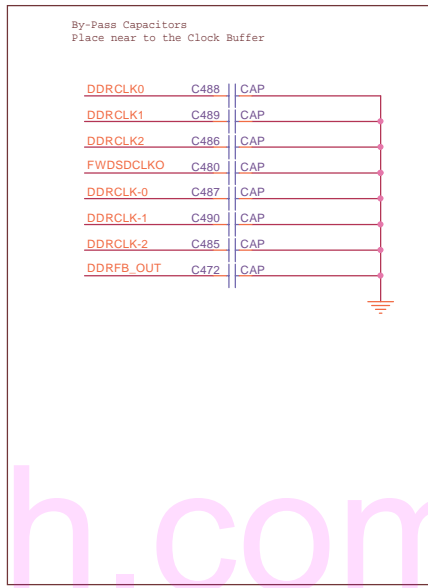 By-Pass Capacitors
Place near to the Clock Buffer
DDRCLK0 C488 CAP
DDRCLK1 C489 CAP
DDRCLK2 C486 CAP
FWDSDCLKO C480 CAP
DDRCLK-0 C487 CAP
DDRCLK-1 C490 CAP
DDRCLK-2 C485 CAP
DDRFB_OUT C472 CAP
h.com